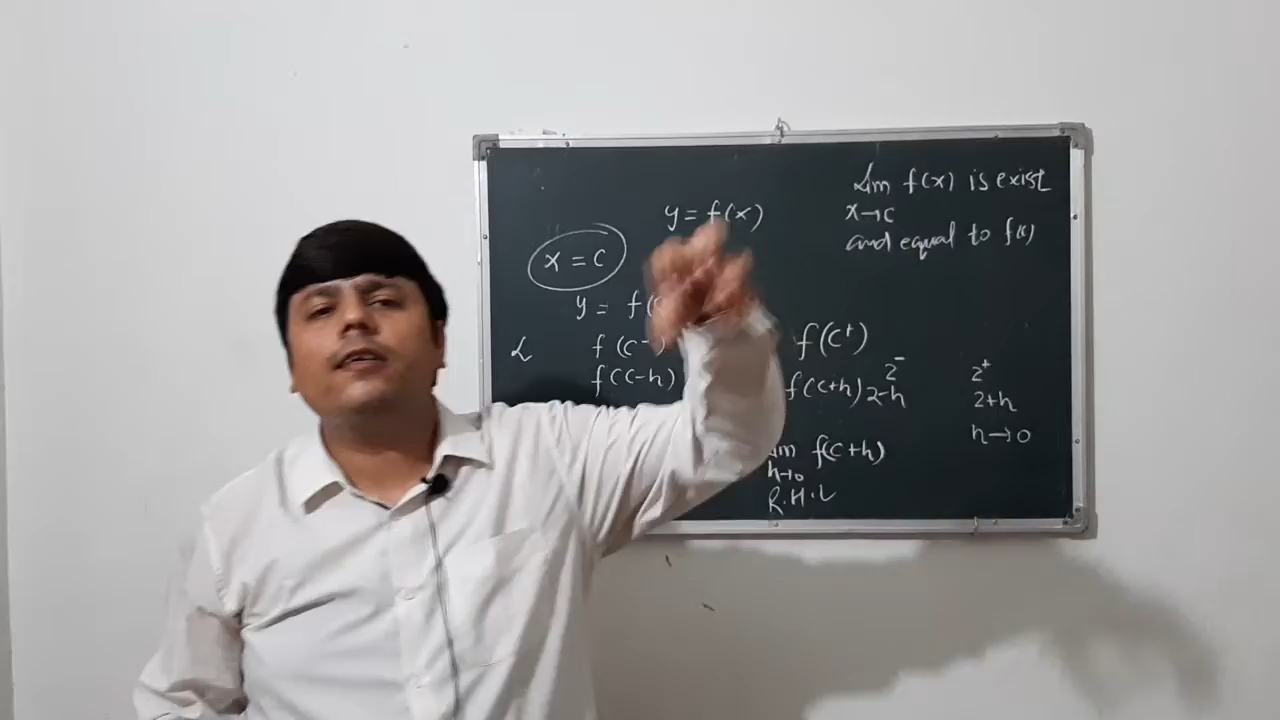 y = f(x)
x = c
y = f(
f(c⁻)
f(c-h)
f(c⁺)
f(c+h)
h→0
f(c+h)
R.H.L
2⁻
2-h
2⁺
2+h
h→0
Lim f(x) is exist
x→c
and equal to f(c)